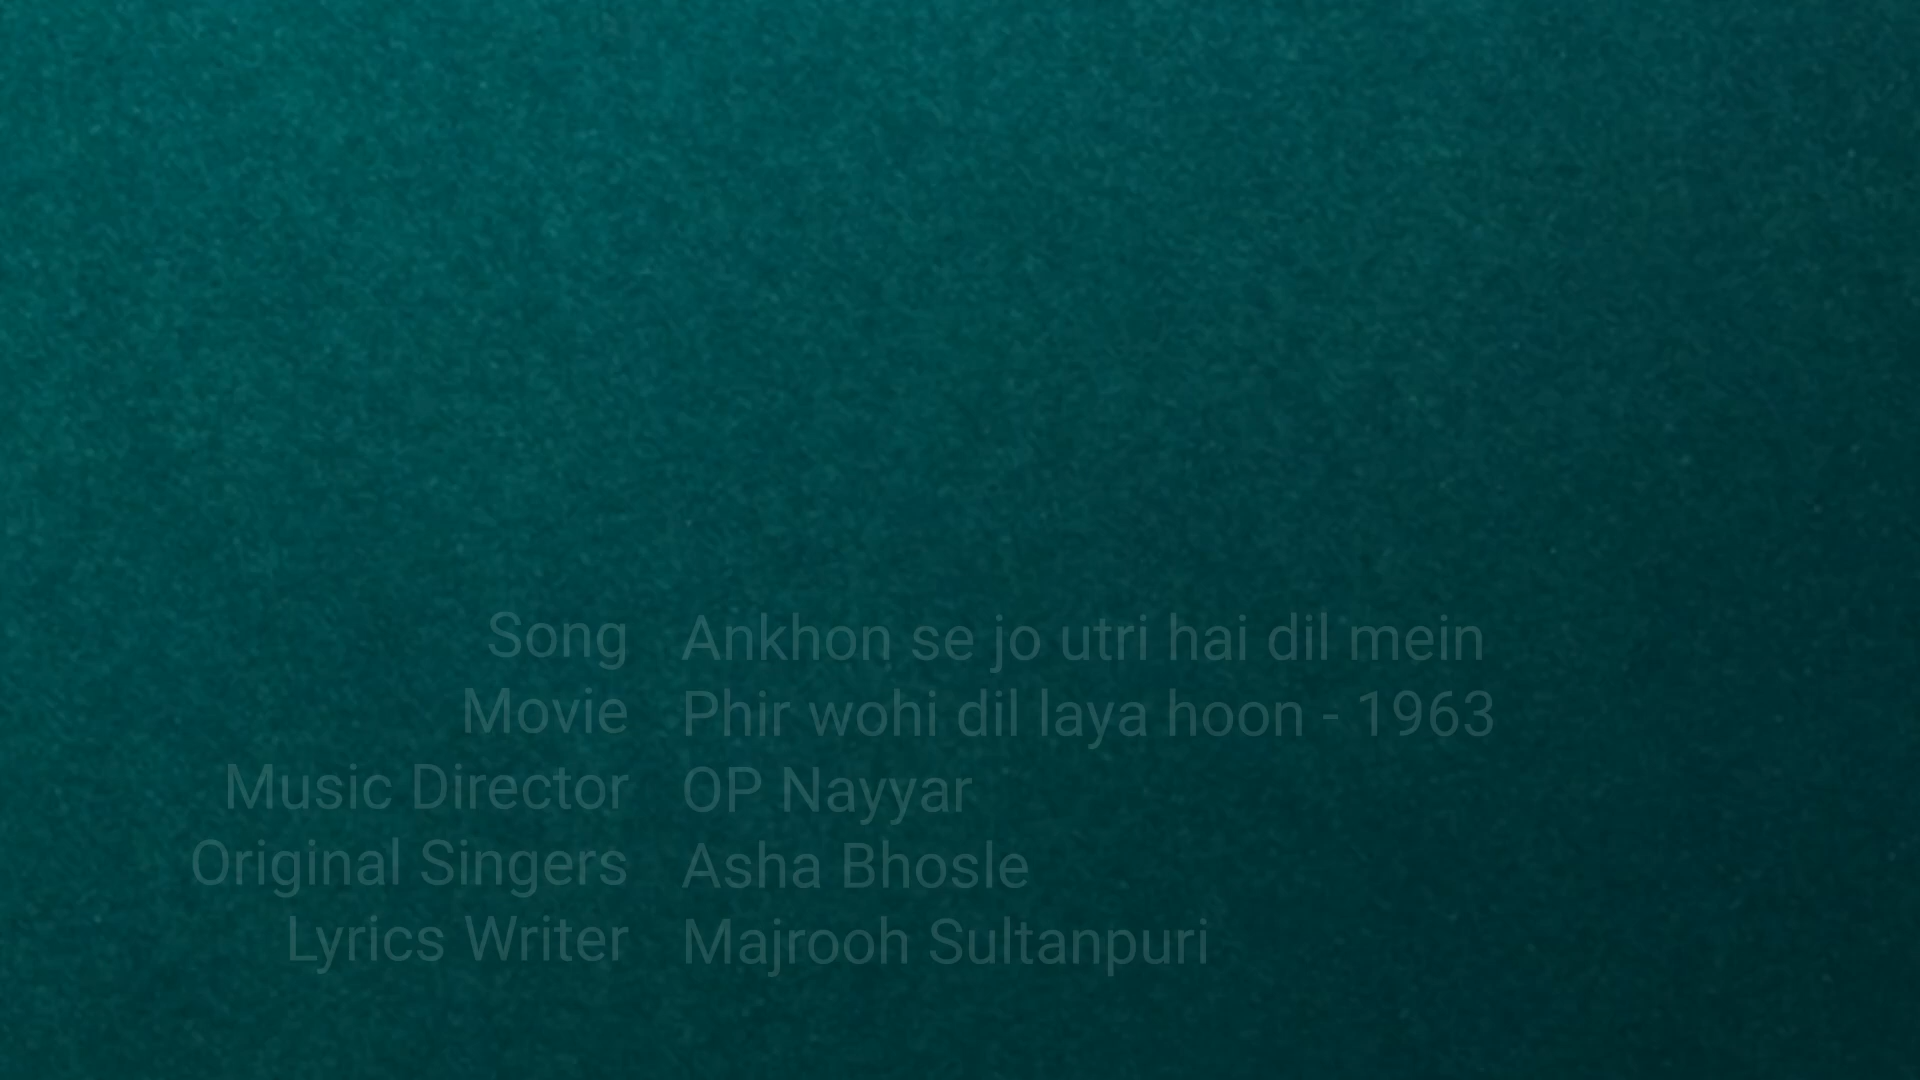 Song Ankhon se jo utri hai dil mein
Movie Phir wohi dil laya hoon - 1963
Music Director OP Nayyar
Original Singers Asha Bhosle
Lyrics Writer Majrooh Sultanpuri